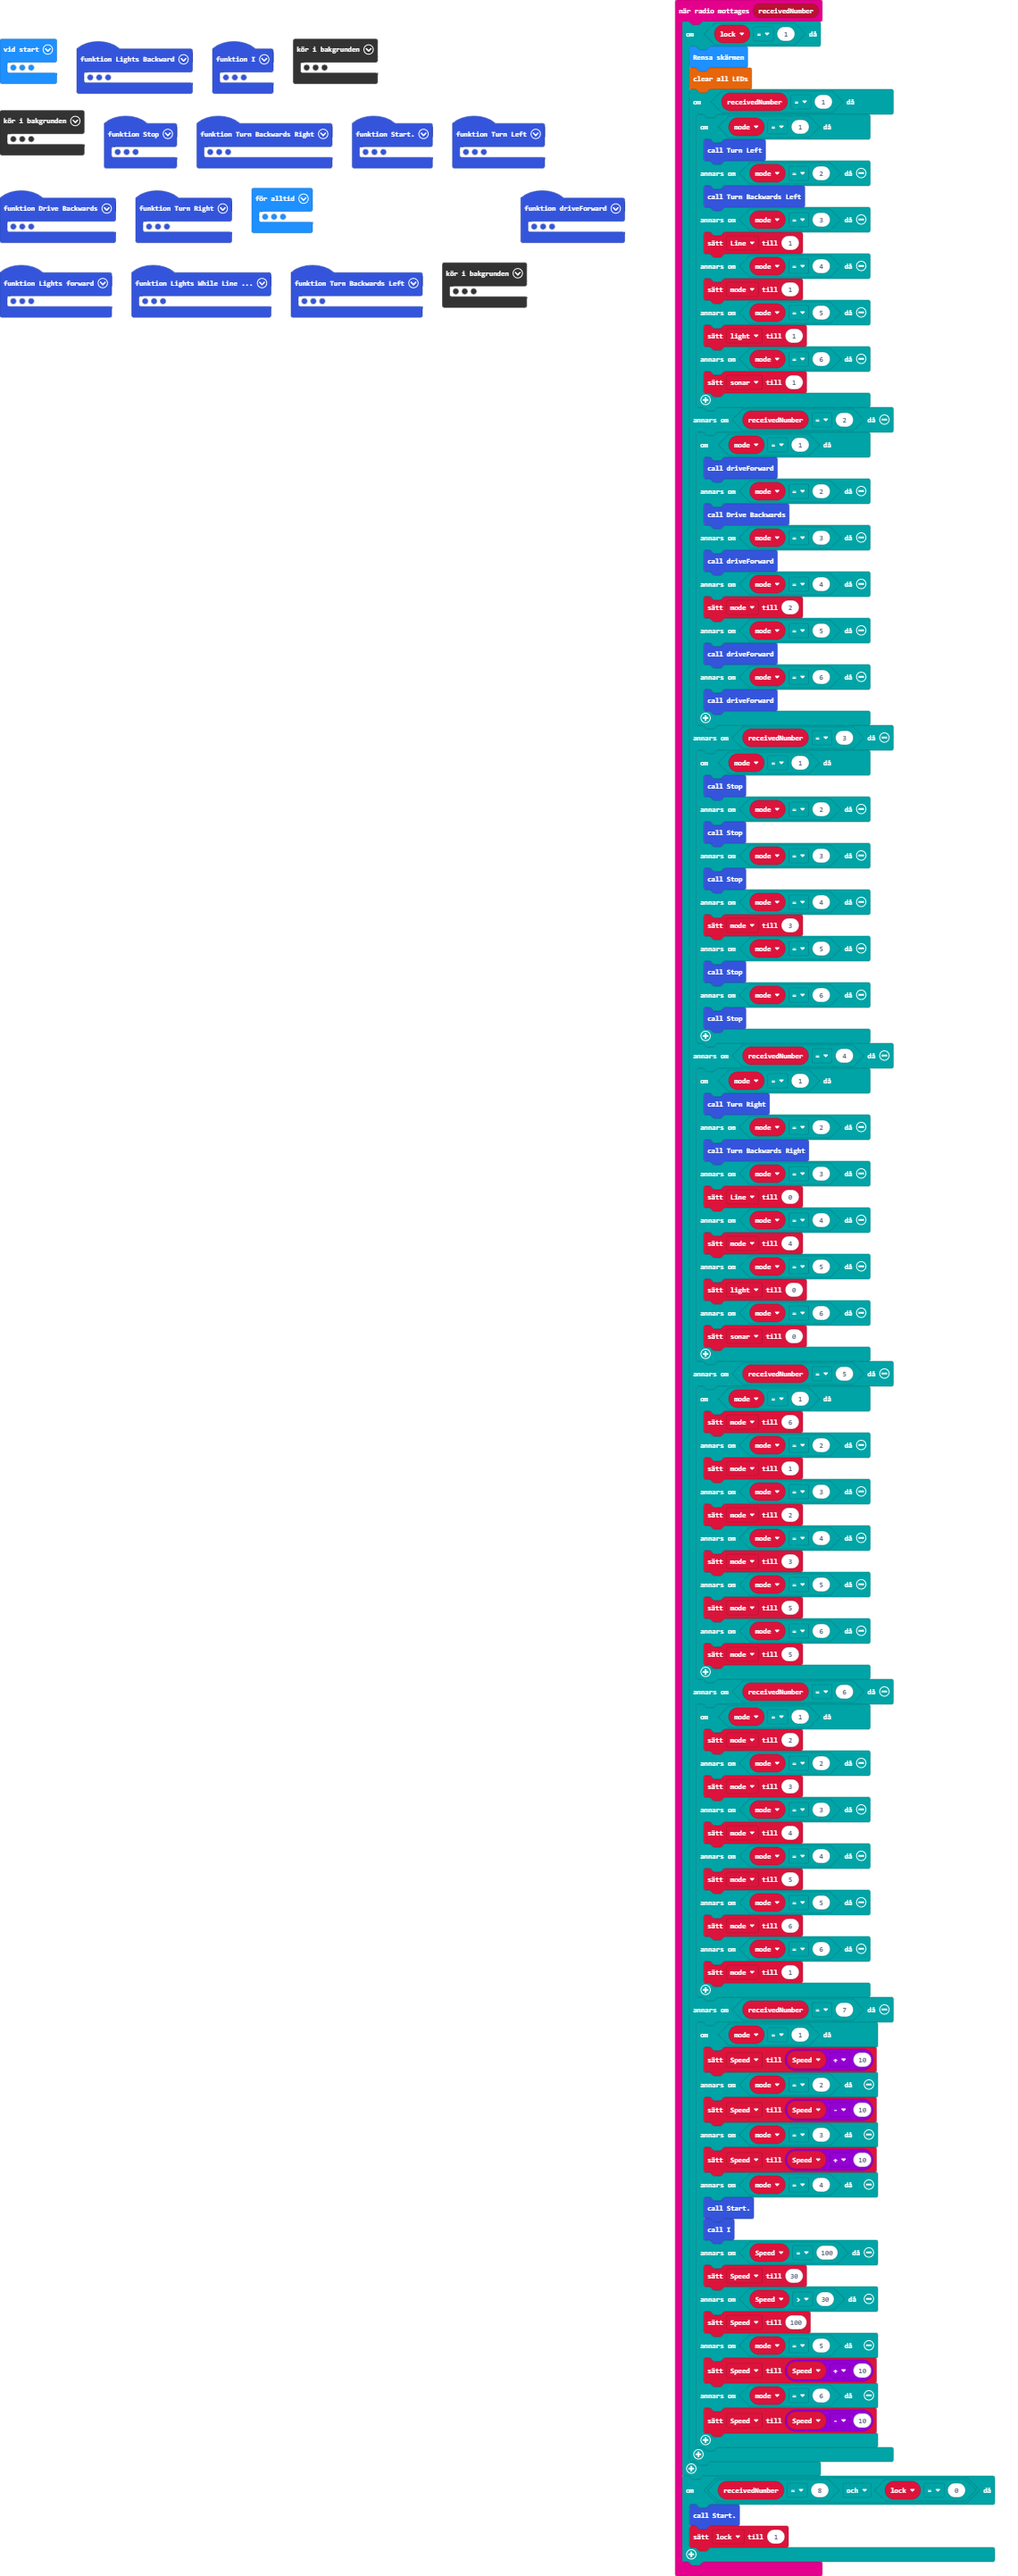 vid start
funktion Lights Backward
funktion I
kör i bakgrunden
kör i bakgrunden
funktion Stop
funktion Turn Backwards Right
funktion Start.
funktion Turn Left
funktion Drive Backwards
funktion Turn Right
för alltid
funktion driveForward
funktion Lights forward
funktion Lights While Line ...
funktion Turn Backwards Left
kör i bakgrunden
när radio mottages receivedNumber
om lock = 1 då
Rensa skärmen
clear all LEDs
om receivedNumber = 1 då
om mode = 1 då
call Turn Left
annars om mode = 2 då
call Turn Backwards Left
annars om mode = 3 då
sätt Line till 1
annars om mode = 4 då
sätt mode till 1
annars om mode = 5 då
sätt light till 1
annars om mode = 6 då
sätt sonar till 1
annars om receivedNumber = 2 då
om mode = 1 då
call driveForward
annars om mode = 2 då
call Drive Backwards
annars om mode = 3 då
call driveForward
annars om mode = 4 då
sätt mode till 2
annars om mode = 5 då
call driveForward
annars om mode = 6 då
call driveForward
annars om receivedNumber = 3 då
om mode = 1 då
call Stop
annars om mode = 2 då
call Stop
annars om mode = 3 då
call Stop
annars om mode = 4 då
sätt mode till 3
annars om mode = 5 då
call Stop
annars om mode = 6 då
call Stop
annars om receivedNumber = 4 då
om mode = 1 då
call Turn Right
annars om mode = 2 då
call Turn Backwards Right
annars om mode = 3 då
sätt Line till 0
annars om mode = 4 då
sätt mode till 4
annars om mode = 5 då
sätt light till 0
annars om mode = 6 då
sätt sonar till 0
annars om receivedNumber = 5 då
om mode = 1 då
sätt mode till 6
annars om mode = 2 då
sätt mode till 1
annars om mode = 3 då
sätt mode till 2
annars om mode = 4 då
sätt mode till 3
annars om mode = 5 då
sätt mode till 5
annars om mode = 6 då
sätt mode till 5
annars om receivedNumber = 6 då
om mode = 1 då
sätt mode till 2
annars om mode = 2 då
sätt mode till 3
annars om mode = 3 då
sätt mode till 4
annars om mode = 4 då
sätt mode till 5
annars om mode = 5 då
sätt mode till 6
annars om mode = 6 då
sätt mode till 1
annars om receivedNumber = 7 då
om mode = 1 då
sätt Speed till Speed + 10
annars om mode = 2 då
sätt Speed till Speed - 10
annars om mode = 3 då
sätt Speed till Speed + 10
annars om mode = 4 då
call Start.
call I
annars om Speed = 100 då
sätt Speed till 30
annars om Speed > 30 då
sätt Speed till 100
annars om mode = 5 då
sätt Speed till Speed + 10
annars om mode = 6 då
sätt Speed till Speed - 10
om receivedNumber = 8 och lock = 0 då
call Start.
sätt lock till 1